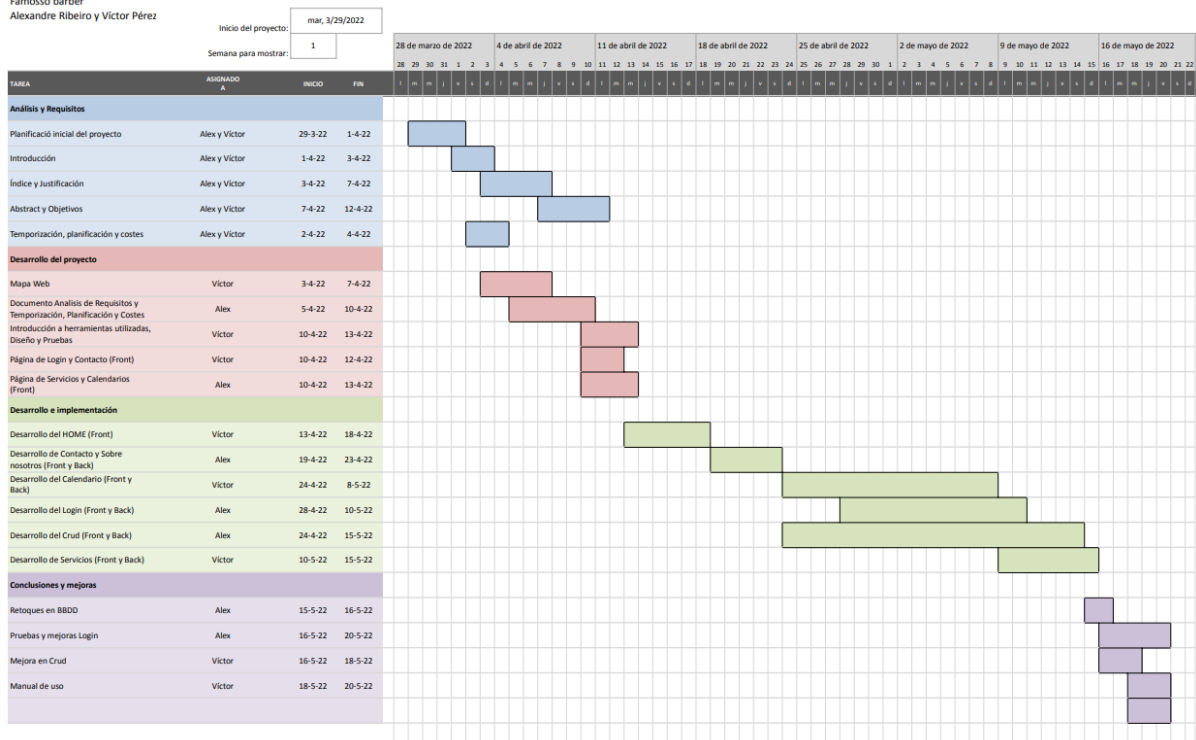 Famosso barber
Alexandre Ribeiro y Víctor Pérez
Inicio del proyecto: mar, 3/29/2022
Semana para mostrar: 1
28 de marzo de 2022 4 de abril de 2022 11 de abril de 2022 18 de abril de 2022 25 de abril de 2022 2 de mayo de 2022 9 de mayo de 2022 16 de mayo de 2022
28 29 30 31 1 2 3 4 5 6 7 8 9 10 11 12 13 14 15 16 17 18 19 20 21 22 23 24 25 26 27 28 29 30 1 2 3 4 5 6 7 8 9 10 11 12 13 14 15 16 17 18 19 20 21 22
TAREA ASIGNADO A INICIO FIN l m m j v s d l m m j v s d l m m j v s d l m m j v s d l m m j v s d l m m j v s d l m m j v s d l m m j v s d
Análisis y Requisitos
Planificació inicial del proyecto Alex y Víctor 29-3-22 1-4-22
Introducción Alex y Víctor 1-4-22 3-4-22
Índice y Justificación Alex y Víctor 3-4-22 7-4-22
Abstract y Objetivos Alex y Víctor 7-4-22 12-4-22
Temporización, planificación y costes Alex y Víctor 2-4-22 4-4-22
Desarrollo del proyecto
Mapa Web Víctor 3-4-22 7-4-22
Documento Analisis de Requisitos y
Temporización, Planificación y Costes Alex 5-4-22 10-4-22
Introducción a herramientas utilizadas,
Diseño y Pruebas Víctor 10-4-22 13-4-22
Página de Login y Contacto (Front) Víctor 10-4-22 12-4-22
Página de Servicios y Calendarios
(Front) Alex 10-4-22 13-4-22
Desarrollo e implementación
Desarrollo del HOME (Front) Víctor 13-4-22 18-4-22
Desarrollo de Contacto y Sobre
nosotros (Front y Back) Alex 19-4-22 23-4-22
Desarrollo del Calendario (Front y
Back) Víctor 24-4-22 8-5-22
Desarrollo del Login (Front y Back) Alex 28-4-22 10-5-22
Desarrollo del Crud (Front y Back) Alex 24-4-22 15-5-22
Desarrollo de Servicios (Front y Back) Víctor 10-5-22 15-5-22
Conclusiones y mejoras
Retoques en BBDD Alex 15-5-22 16-5-22
Pruebas y mejoras Login Alex 16-5-22 20-5-22
Mejora en Crud Víctor 16-5-22 18-5-22
Manual de uso Víctor 18-5-22 20-5-22